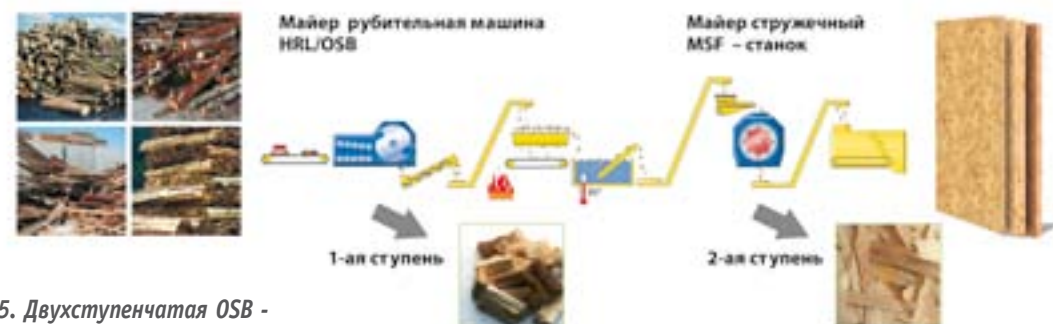 Майер рубительная машина
HRL/OSB
Майер стружечный
MSF – станок
1-ая ступень
2-ая ступень
5. Двухступенчатая OSB -